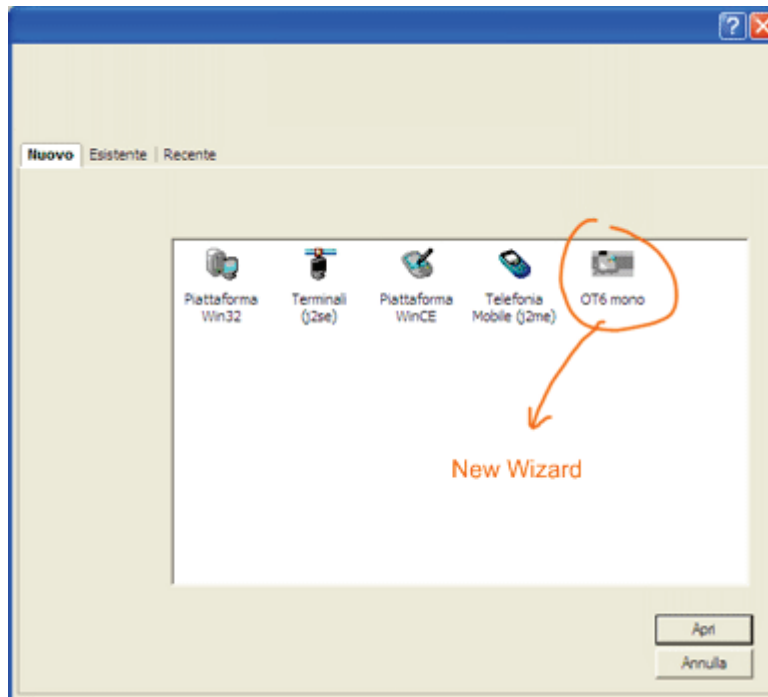 Nuovo Esistente Recente
Piattaforma Terminali Piattaforma Telefonia OT6 mono
Win32 (j2se) WinCE Mobile (j2me)
New Wizard
Apri
Annulla